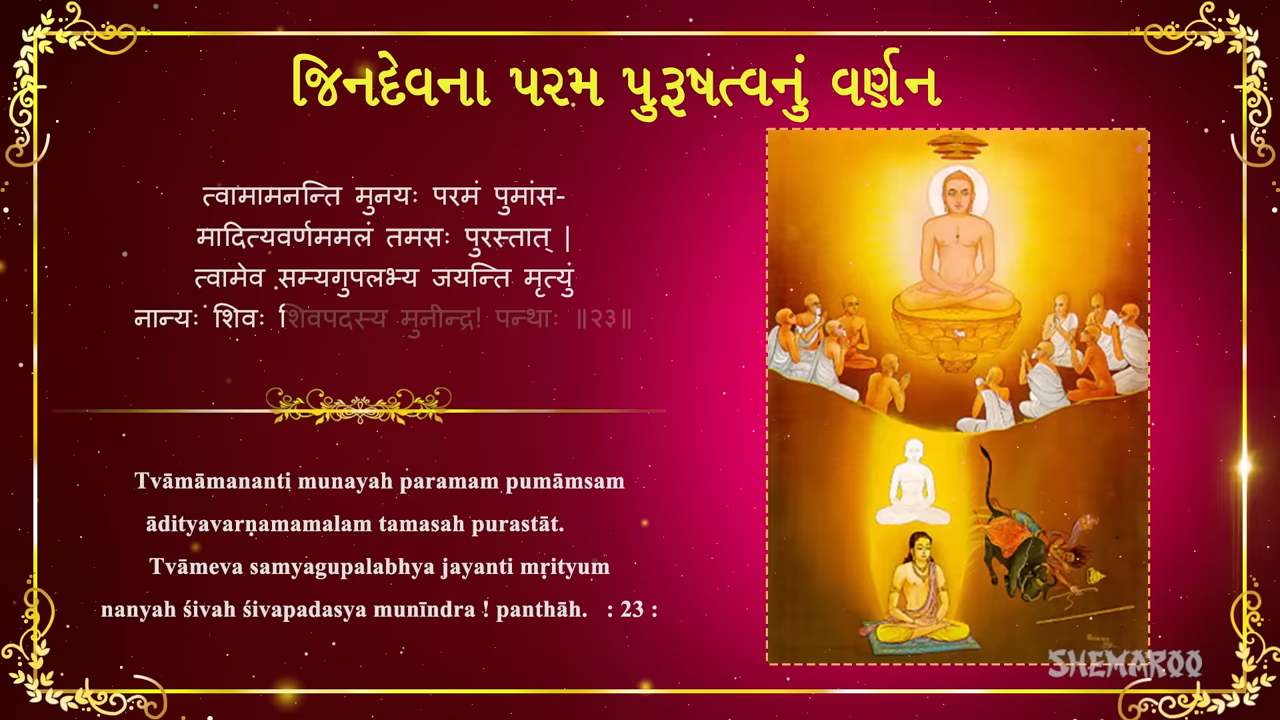 જિનદેવના પરમ પુરૂષત્વનું વર્ણન
त्वामामनन्ति मुनयः परमं पुमांस-
मादित्यवर्णममलं तमसः पुरस्तात् |
त्वामेव सम्यगुपलभ्य जयन्ति मृत्युं
नान्यः शिवः शिवपदस्य मुनीन्द्र! पन्थाः ॥२३॥
Tvāmāmananti munayah paramam pumāmsam
ādityavarṇamamalam tamasah purastāt.
Tvāmeva samyagupalabhya jayanti mṛityum
nanyah śivah śivapadasya munīndra ! panthāh. : 23 :
SHEMAROO